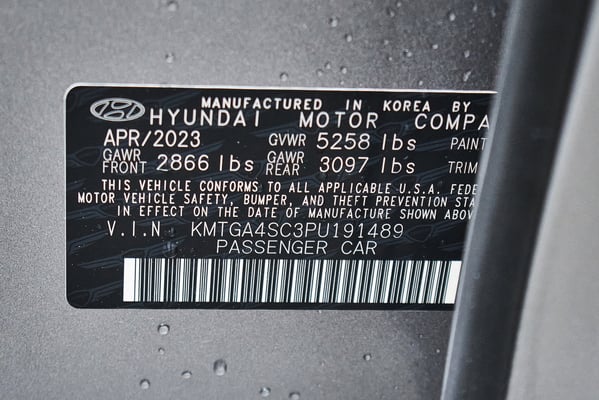 MANUFACTURED IN KOREA BY
HYUNDAI MOTOR COMPA
APR/2023 GVWR 5258 lbs PAINT
GAWR FRONT 2866 lbs GAWR REAR 3097 lbs TRIM
THIS VEHICLE CONFORMS TO ALL APPLICABLE U.S.A. FEDE
MOTOR VEHICLE SAFETY, BUMPER, AND THEFT PREVENTION STA
IN EFFECT ON THE DATE OF MANUFACTURE SHOWN ABOV
V.I.N KMTGA4SC3PU191489
PASSENGER CAR